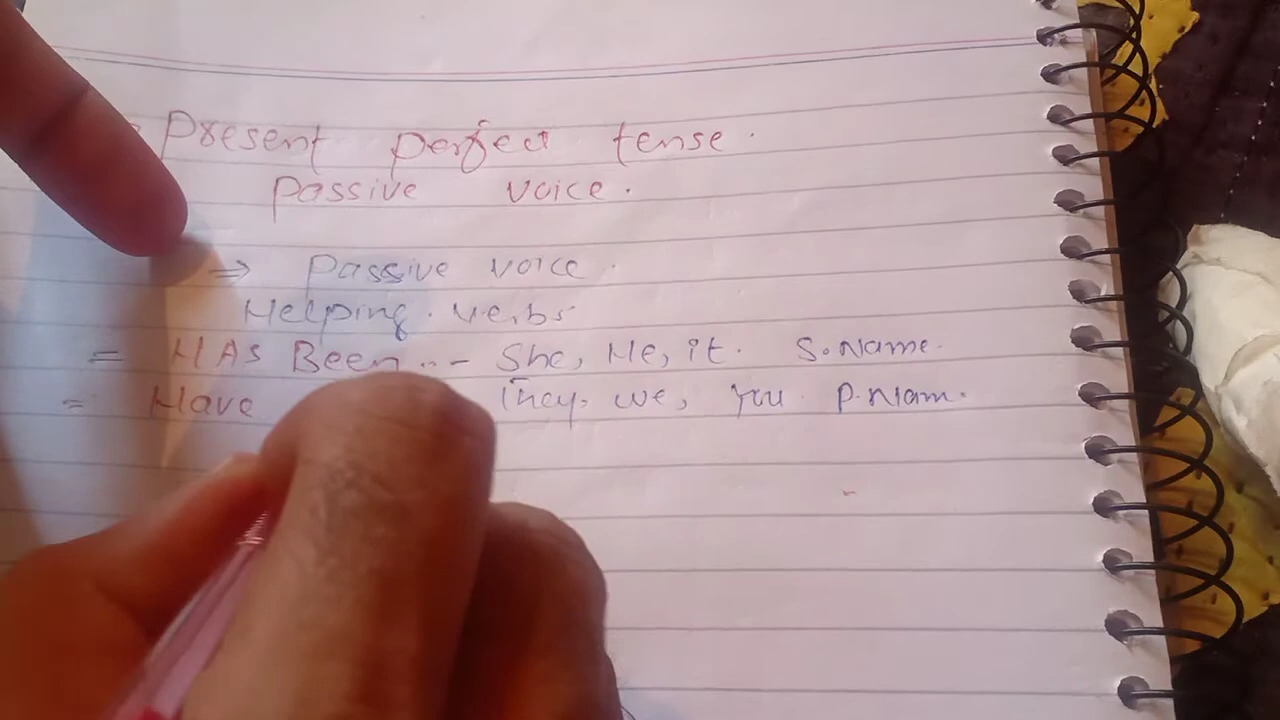 Present perfect tense.
Passive voice.
⇒ Passive voice.
Helping. verbs
= HAS Been..- She, He, it. S.Name.
= Have They, we, You P.Nam.